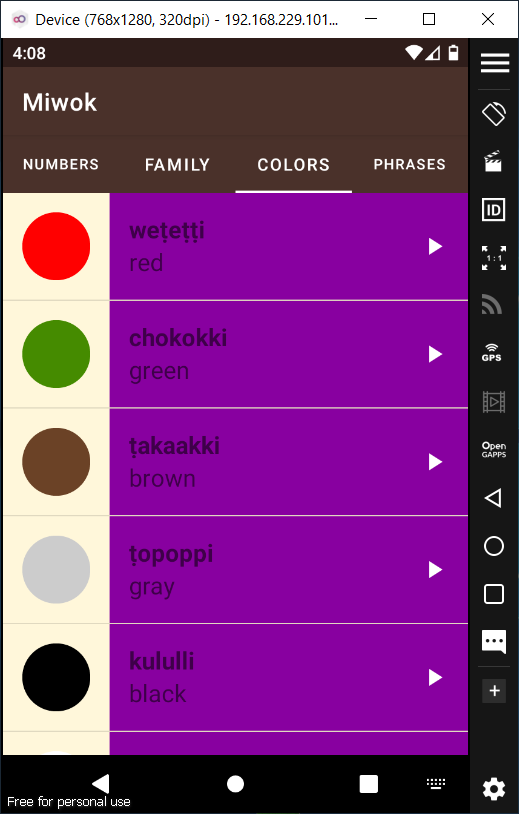 Device (768x1280, 320dpi) - 192.168.229.101...
4:08
Miwok
NUMBERS FAMILY COLORS PHRASES
weṭeṭṭi
red
chokokki
green
ṭakaakki
brown
ṭopoppi
gray
kululli
black
Free for personal use
ID
1 : 1
GPS
Open
GAPPS